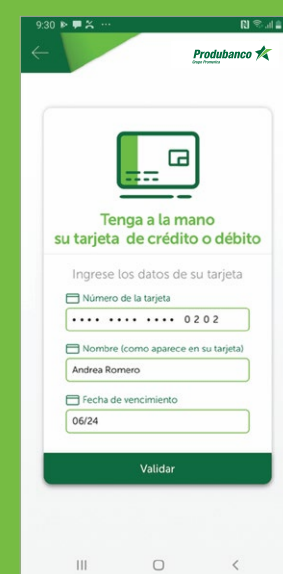 9:30
Produbanco
Grupo Promerica
Tenga a la mano
su tarjeta de crédito o débito
Ingrese los datos de su tarjeta
Número de la tarjeta
•••• •••• •••• 0202
Nombre (como aparece en su tarjeta)
Andrea Romero
Fecha de vencimiento
06/24
Validar